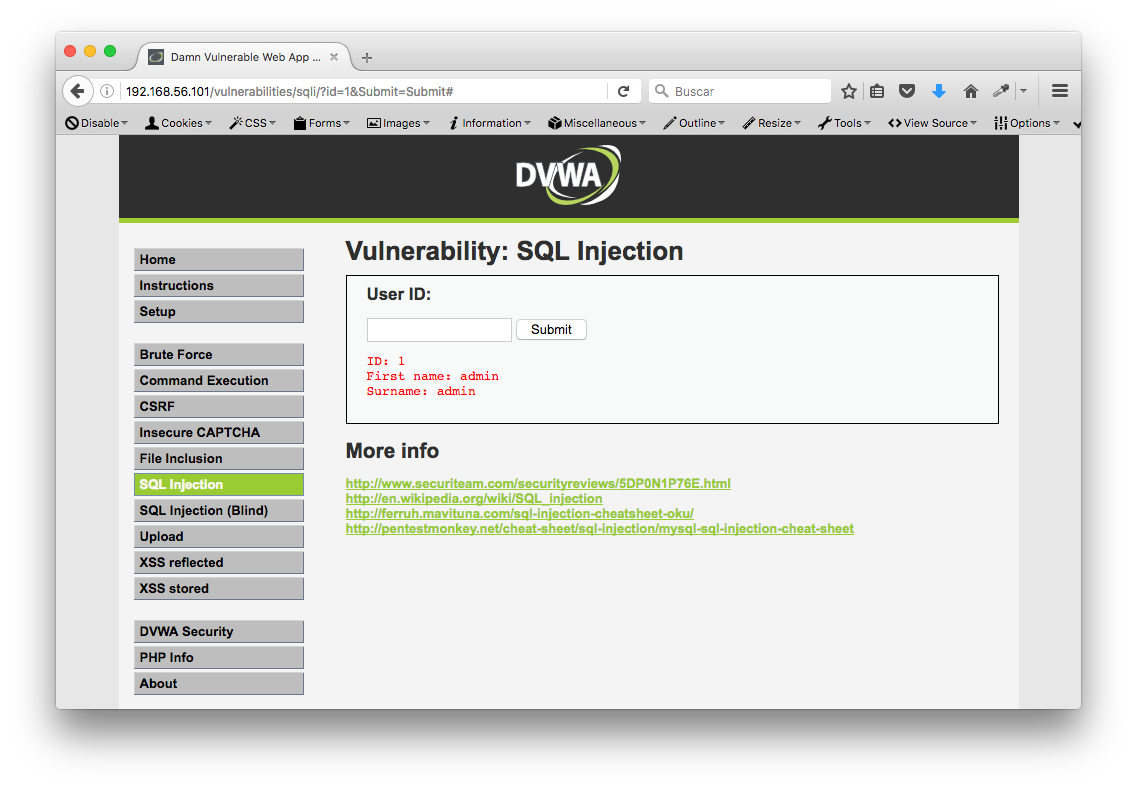 Damn Vulnerable Web App ...
192.168.56.101/vulnerabilities/sqli/?id=1&Submit=Submit#
Buscar
Disable Cookies CSS Forms Images Information Miscellaneous Outline Resize Tools View Source Options
DVWA
Vulnerability: SQL Injection
Home
Instructions
Setup
Brute Force
Command Execution
CSRF
Insecure CAPTCHA
File Inclusion
SQL Injection
SQL Injection (Blind)
Upload
XSS reflected
XSS stored
DVWA Security
PHP Info
About
User ID:
Submit
ID: 1
First name: admin
Surname: admin
More info
http://www.securiteam.com/securityreviews/5DP0N1P76E.html
http://en.wikipedia.org/wiki/SQL_injection
http://ferruh.mavituna.com/sql-injection-cheatsheet-oku/
http://pentestmonkey.net/cheat-sheet/sql-injection/mysql-sql-injection-cheat-sheet